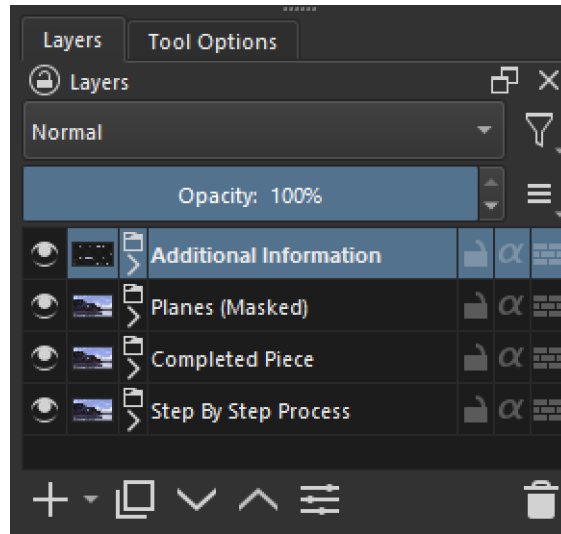 Layers Tool Options
Layers
Normal
Opacity: 100%
Additional Information
α
Planes (Masked)
α
Completed Piece
α
Step By Step Process
α